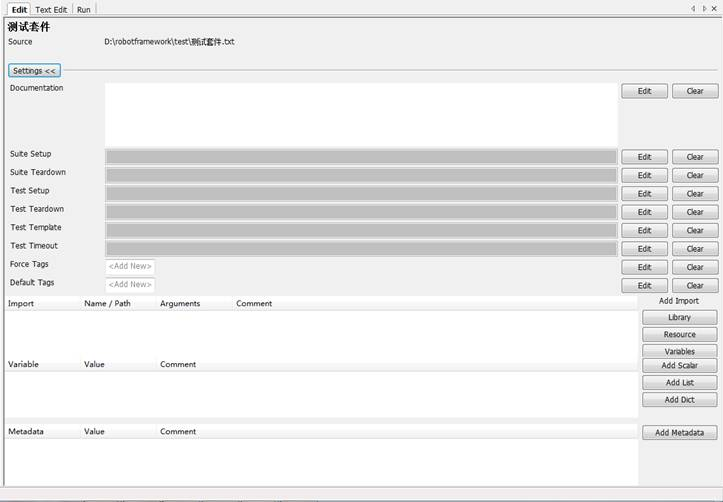 Edit Text Edit Run
测试套件
Source D:\robotframework\test\测试套件.txt
Settings <<
Documentation Edit Clear
Suite Setup Edit Clear
Suite Teardown Edit Clear
Test Setup Edit Clear
Test Teardown Edit Clear
Test Template Edit Clear
Test Timeout Edit Clear
Force Tags <Add New> Edit Clear
Default Tags <Add New> Edit Clear
Import Name / Path Arguments Comment Add Import
Library
Resource
Variables
Variable Value Comment Add Scalar
Add List
Add Dict
Metadata Value Comment Add Metadata